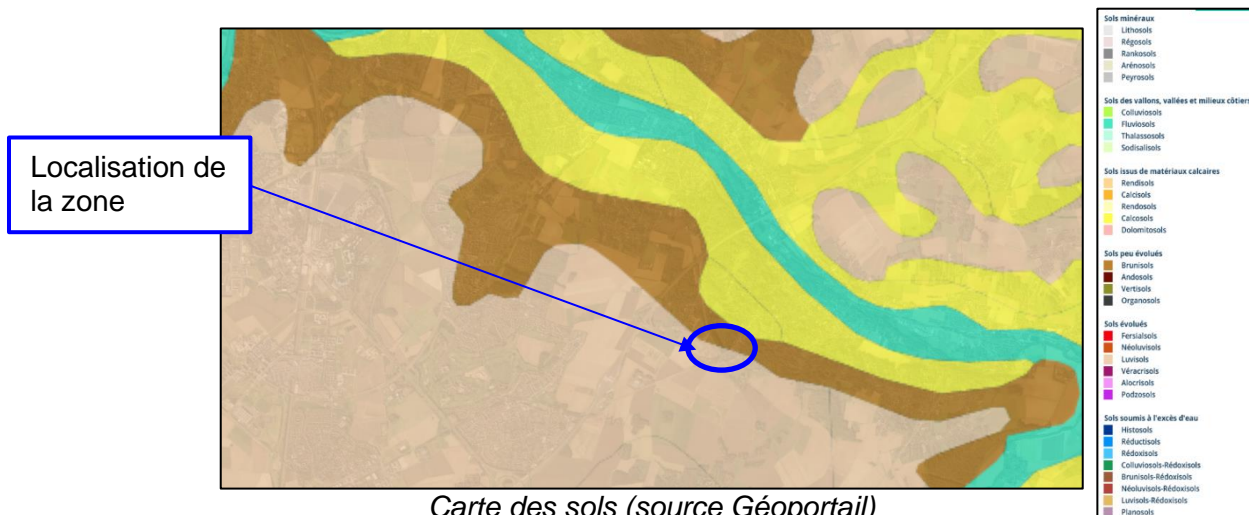 Localisation de
la zone
Carte des sols (source Géoportail)
Sols minéraux
Lithosols
Régosols
Rankosols
Arénosols
Peyrosols
Sols des vallons, vallées et milieux côtiers
Colluviosols
Fluviosols
Thalassosols
Sodisalisols
Sols issus de matériaux calcaires
Rendisols
Calcisols
Rendosols
Calcosols
Dolomitosols
Sols peu évolués
Brunisols
Andosols
Vertisols
Organosols
Sols évolués
Fersialsols
Néoluvisols
Luvisols
Véracrisols
Alocrisols
Podzosols
Sols soumis à l'excès d'eau
Histosols
Réductisols
Rédoxisols
Colluviosols-Rédoxisols
Brunisols-Rédoxisols
Néoluvisols-Rédoxisols
Luvisols-Rédoxisols
Planosols